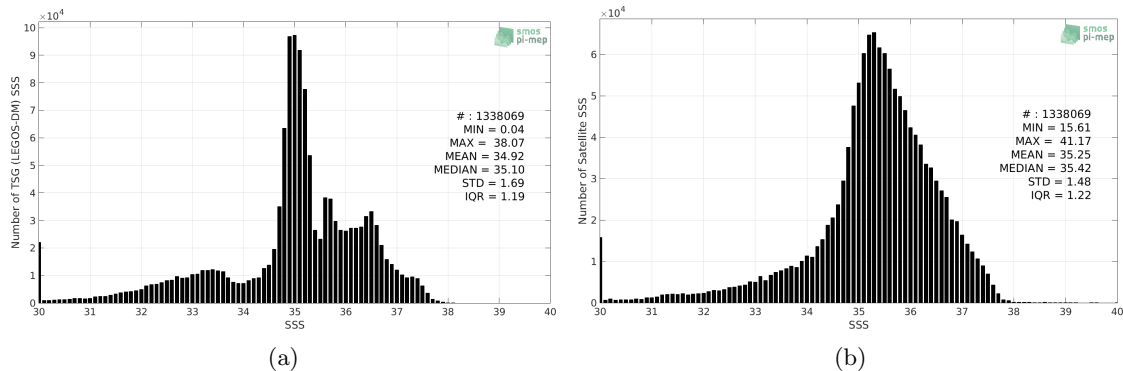 ×10⁴
10
9
8
7
6
5
4
3
2
1
0
30 31 32 33 34 35 36 37 38 39 40
SSS
Number of TSG (LEGOS-DM) SSS
smos
pi-mep
# : 1338069
MIN = 0.04
MAX = 38.07
MEAN = 34.92
MEDIAN = 35.10
STD = 1.69
IQR = 1.19
(a)
×10⁴
6
5
4
3
2
1
0
30 31 32 33 34 35 36 37 38 39 40
SSS
Number of Satellite SSS
smos
pi-mep
# : 1338069
MIN = 15.61
MAX = 41.17
MEAN = 35.25
MEDIAN = 35.42
STD = 1.48
IQR = 1.22
(b)